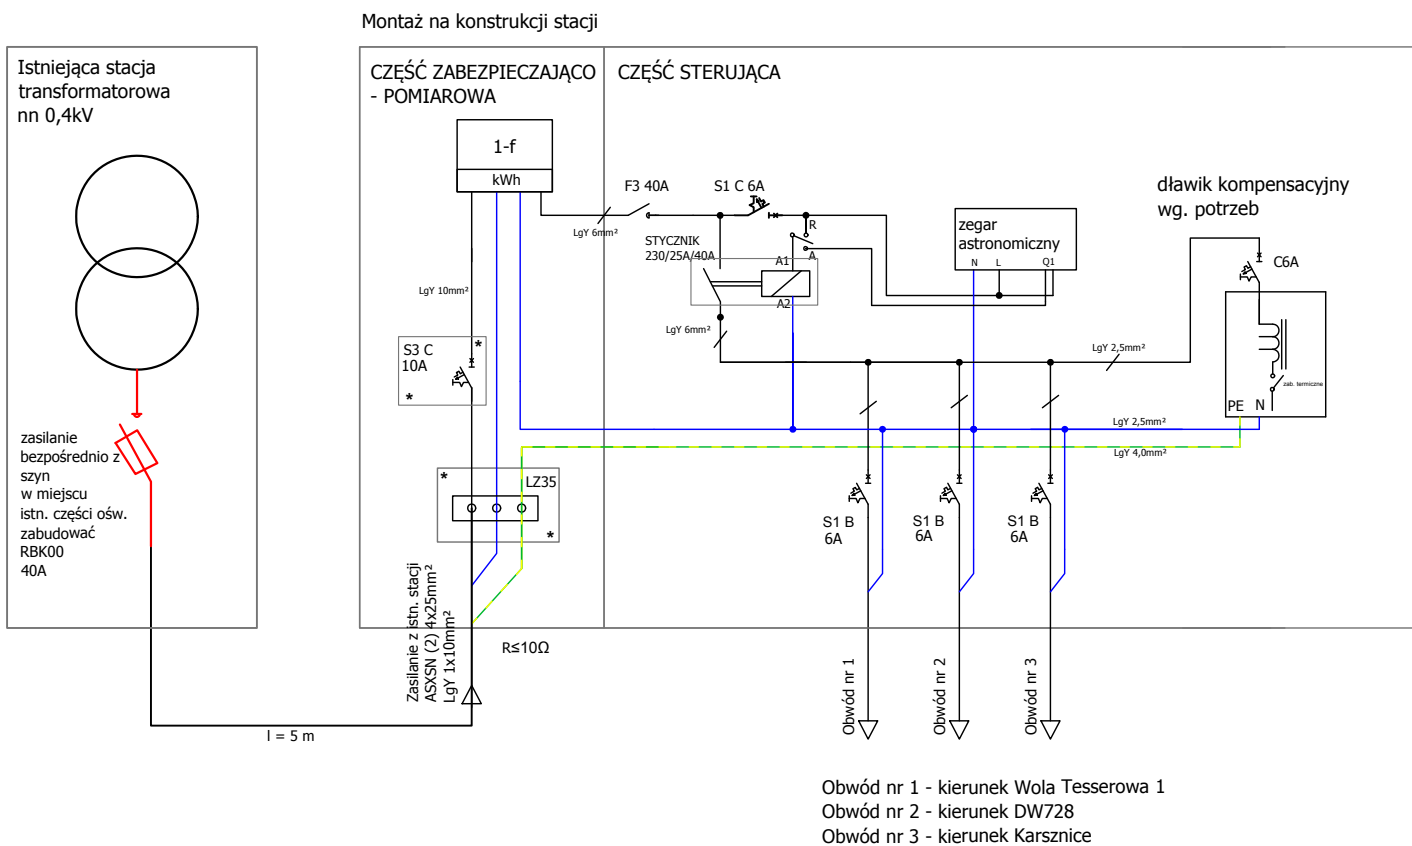 Montaż na konstrukcji stacji
Istniejąca stacja
transformatorowa
nn 0,4kV
CZĘŚĆ ZABEZPIECZAJĄCO
- POMIAROWA
CZĘŚĆ STERUJĄCA
1-f
kWh
F3 40A
S1 C 6A
LgY 6mm²
STYCZNIK
230/25A/40A
R
A
A1
A2
zegar
astronomiczny
N L Q1
dławik kompensacyjny
wg. potrzeb
C6A
LgY 10mm²
LgY 6mm²
LgY 2,5mm²
zab. termiczne
PE N
S3 C
10A
*
*
LgY 2,5mm²
LgY 4,0mm²
zasilanie
bezpośrednio z
szyn
w miejscu
istn. części ośw.
zabudować
RBK00
40A
*
LZ35
*
S1 B
6A
S1 B
6A
S1 B
6A
Zasilanie z istn. stacji
ASXSN (2) 4x25mm²
LgY 1x10mm²
R≤10Ω
l = 5 m
Obwód nr 1
Obwód nr 2
Obwód nr 3
Obwód nr 1 - kierunek Wola Tesserowa 1
Obwód nr 2 - kierunek DW728
Obwód nr 3 - kierunek Karsznice